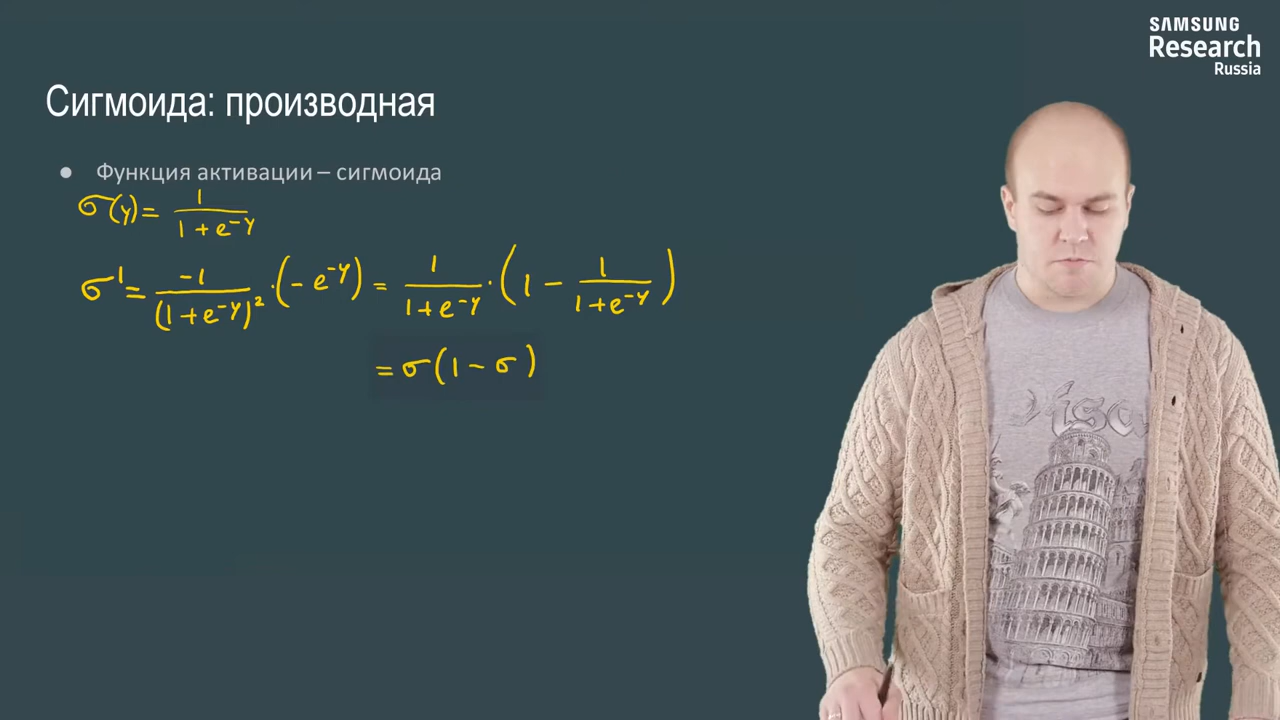 SAMSUNG
Research
Russia
Сигмоида: производная
● Функция активации – сигмоида
σ(y) = 1 / (1 + e^-y)
σ' = -1 / (1 + e^-y)^2 · (- e^-y) = 1 / (1 + e^-y) · (1 - 1 / (1 + e^-y))
= σ(1 - σ)